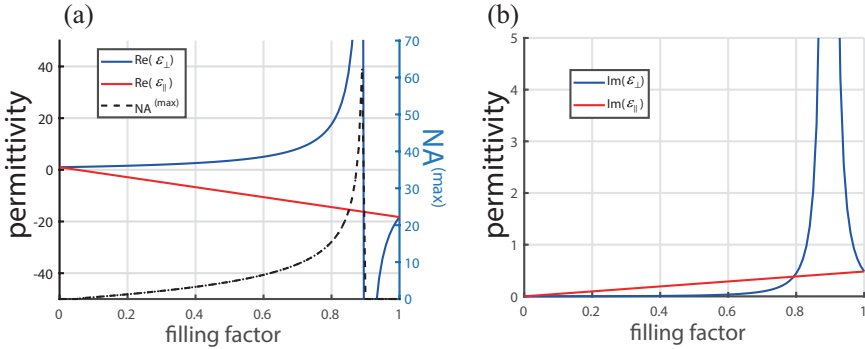 (a)
70
60
50
40
30
20
10
0
40
20
0
-20
-40
Re(ε⊥)
Re(ε||)
NA(max)
permittivity
NA(max)
0
0.2
0.4
0.6
0.8
1
filling factor
(b)
5
4
3
2
1
0
Im(ε⊥)
Im(ε||)
permittivity
0
0.2
0.4
0.6
0.8
1
filling factor